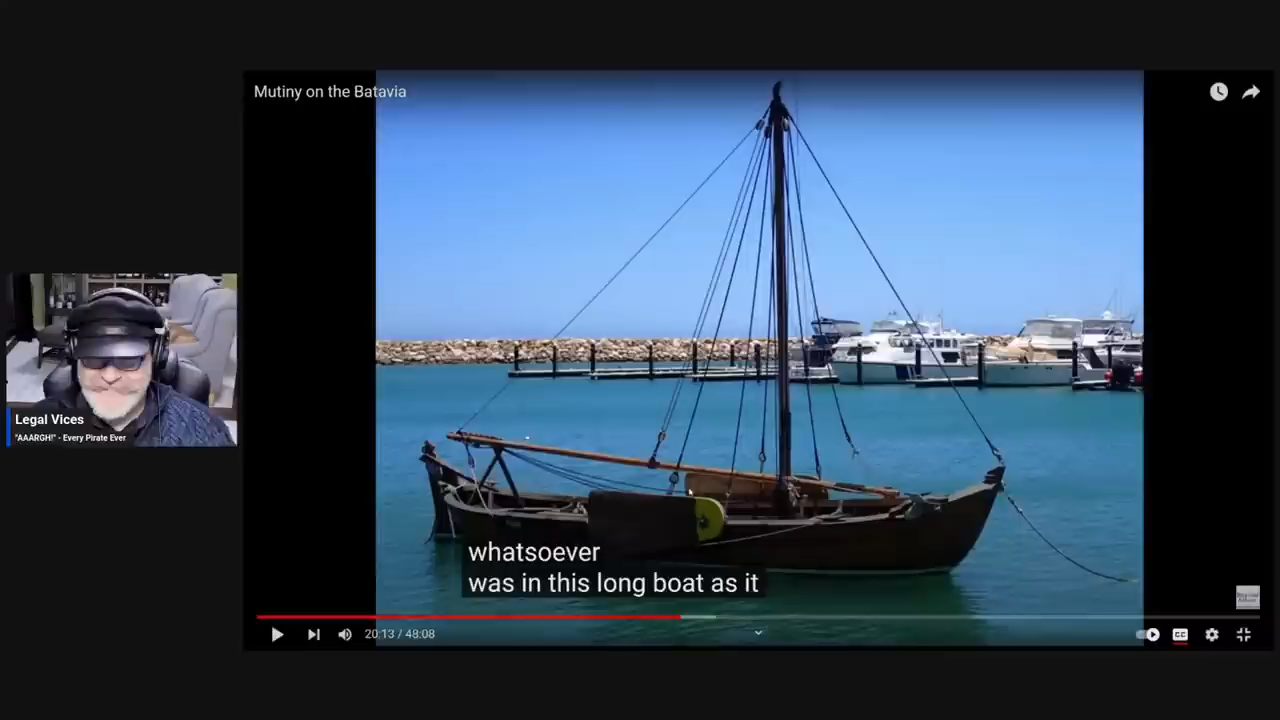 Mutiny on the Batavia
Legal Vices
"AAARGH!" - Every Pirate Ever
whatsoever
was in this long boat as it
20:13 / 48:08
CC